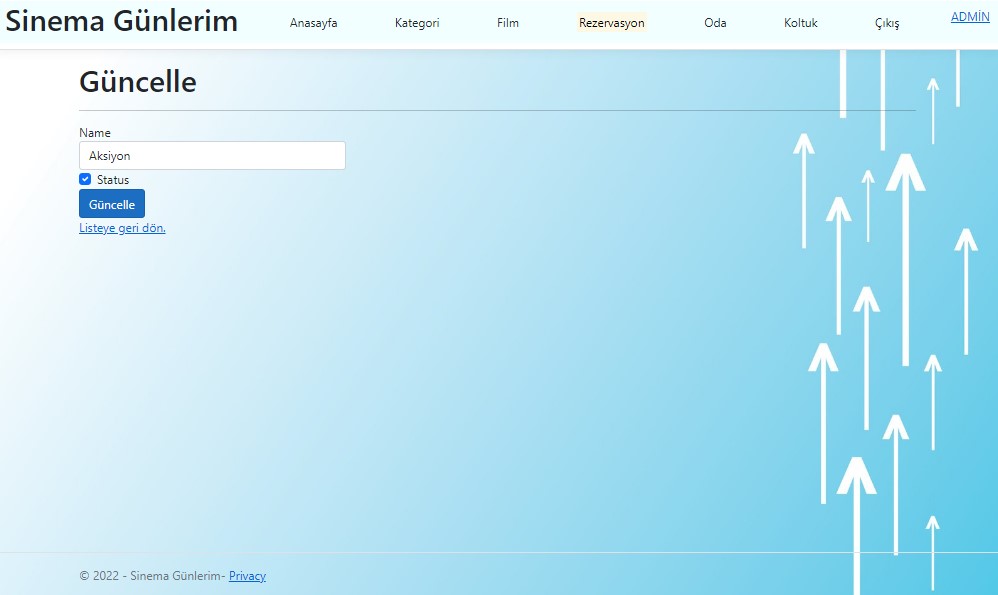 Sinema Günlerim Anasayfa Kategori Film Rezervasyon Oda Koltuk Çıkış ADMİN
Güncelle
Name
Aksiyon
Status
Güncelle
Listeye geri dön.
© 2022 - Sinema Günlerim- Privacy